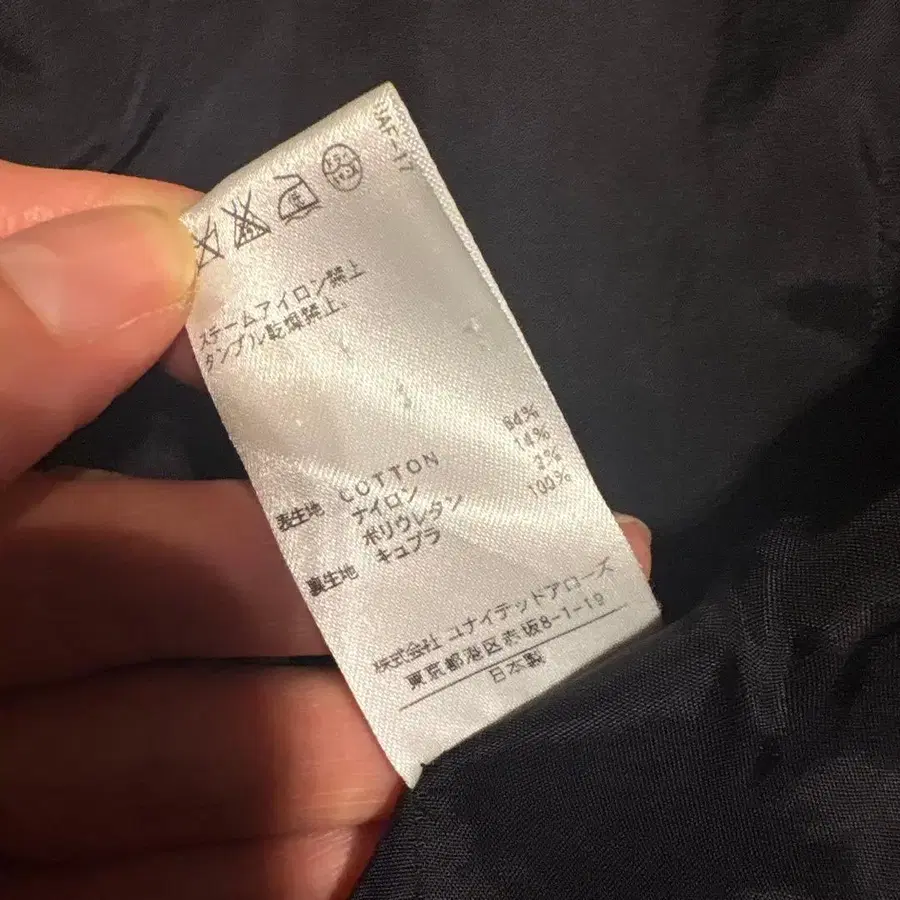 スチームアイロン禁止
タンブル乾燥禁止
表生地 COTTON 84%
ナイロン 14%
ポリウレタン 2%
裏生地 キュプラ 100%
株式会社 ユナイテッドアローズ
東京都港区赤坂8-1-19
日本製